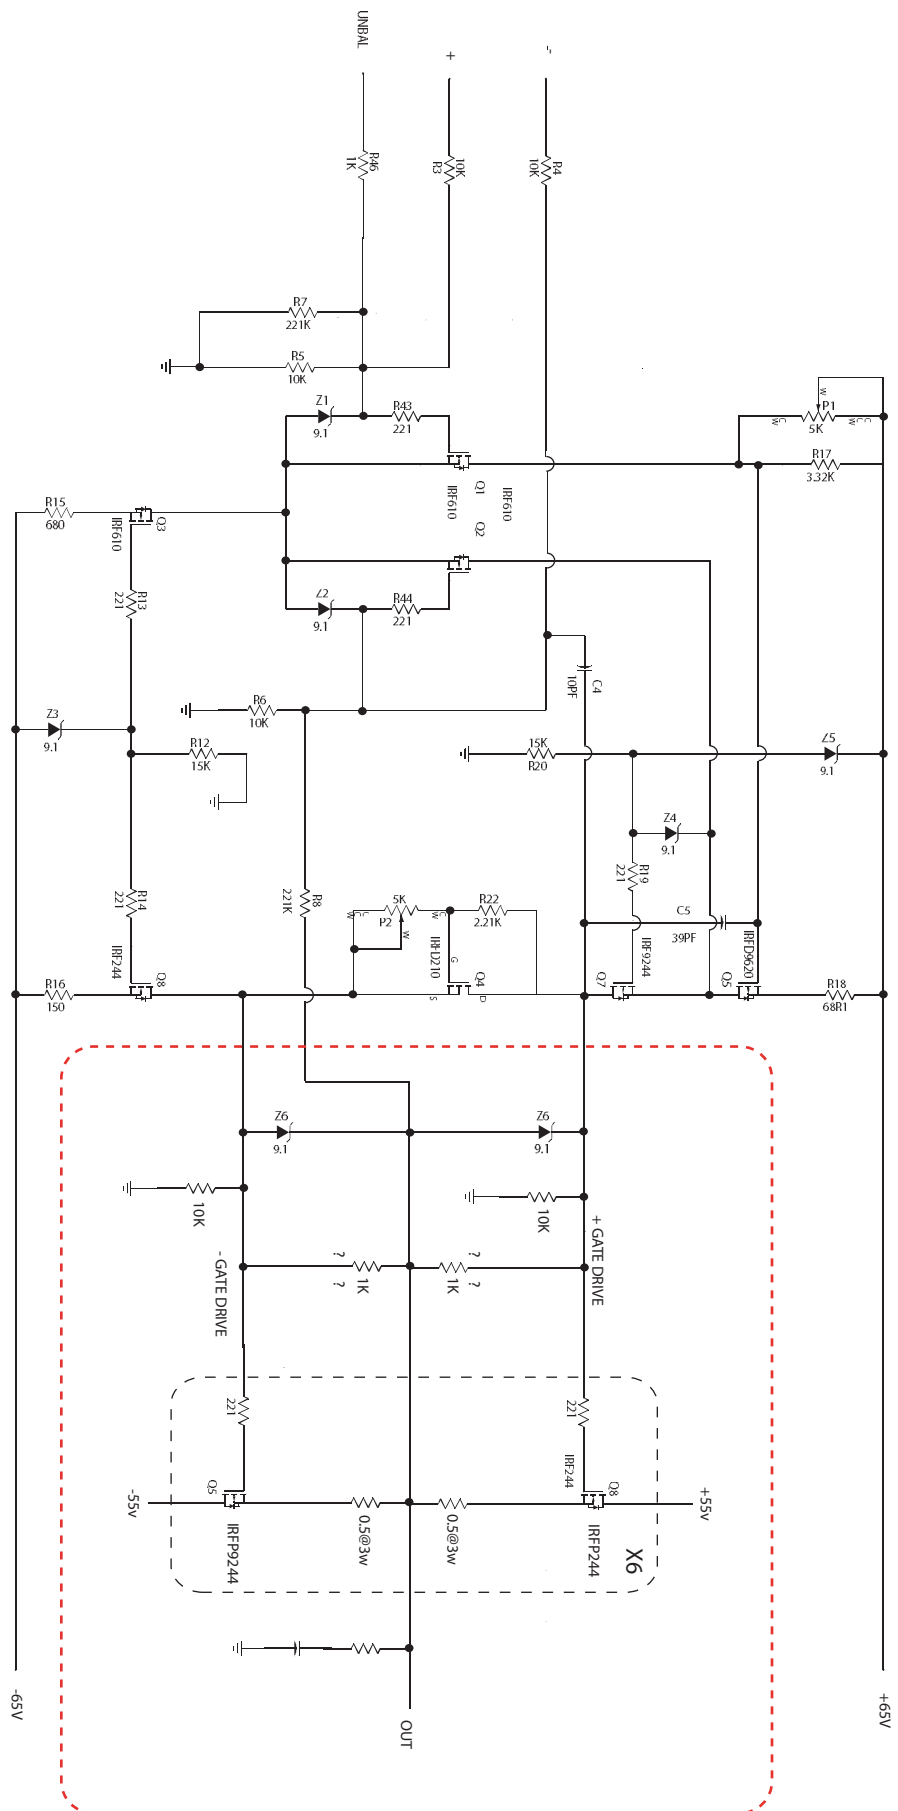 UNBAL
+
-
R46
1K
10K
R3
R4
10K
R7
221K
R5
10K
Z1
9.1
R43
221
W
P1
5K
C
W
C
C
W
R17
3.32K
Q1
IRF610
IRF610
Q2
R15
680
IRF610
Q3
R13
221
Z2
9.1
R44
221
C4
10PF
R6
10K
Z3
9.1
R12
15K
15K
R20
Z5
9.1
Z4
9.1
R19
221
R14
221
R8
221K
5K
P2
C
C
W
C
W
W
R22
2.21K
C5
39PF
IRF244
Q8
IRFD210
G
Q4
S
D
IRF9244
Q7
IRFD9620
Q5
R16
150
R18
68R1
Z6
9.1
Z6
9.1
10K
10K
- GATE DRIVE
+ GATE DRIVE
?
?
1K
?
?
1K
221
221
Q5
IRF244
Q8
-55v
+55v
IRFP9244
0.5@3w
0.5@3w
IRFP244
X6
-65V
OUT
+65V